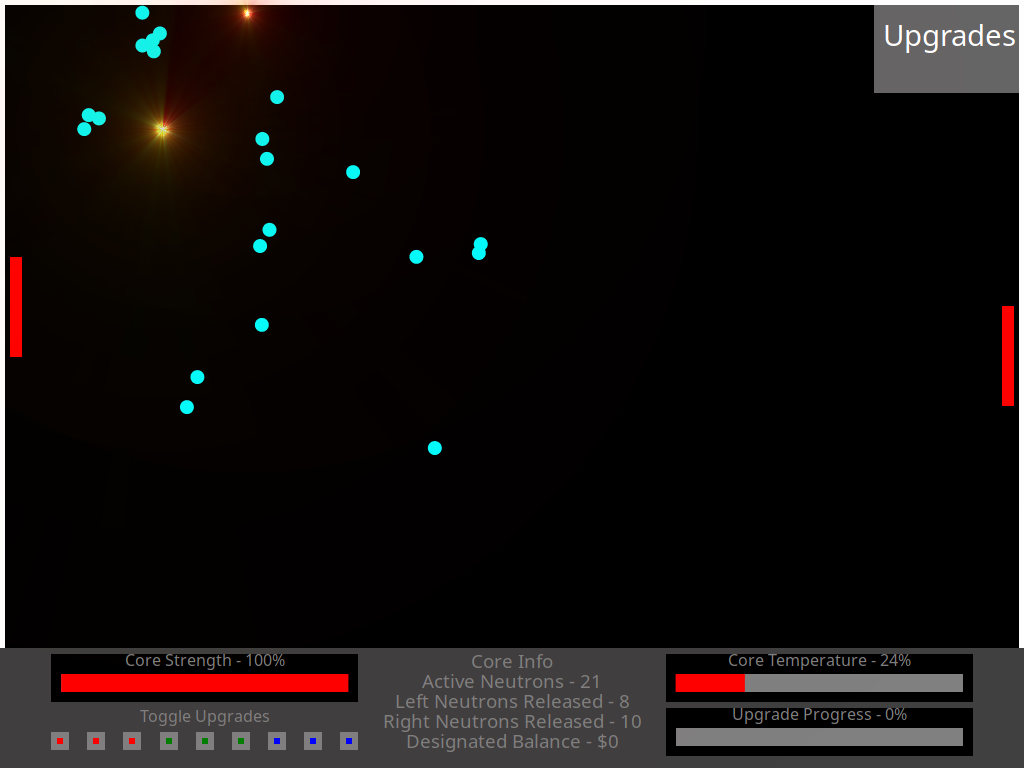 Upgrades
Core Strength - 100%
Toggle Upgrades
Core Info
Active Neutrons - 21
Left Neutrons Released - 8
Right Neutrons Released - 10
Designated Balance - $0
Core Temperature - 24%
Upgrade Progress - 0%